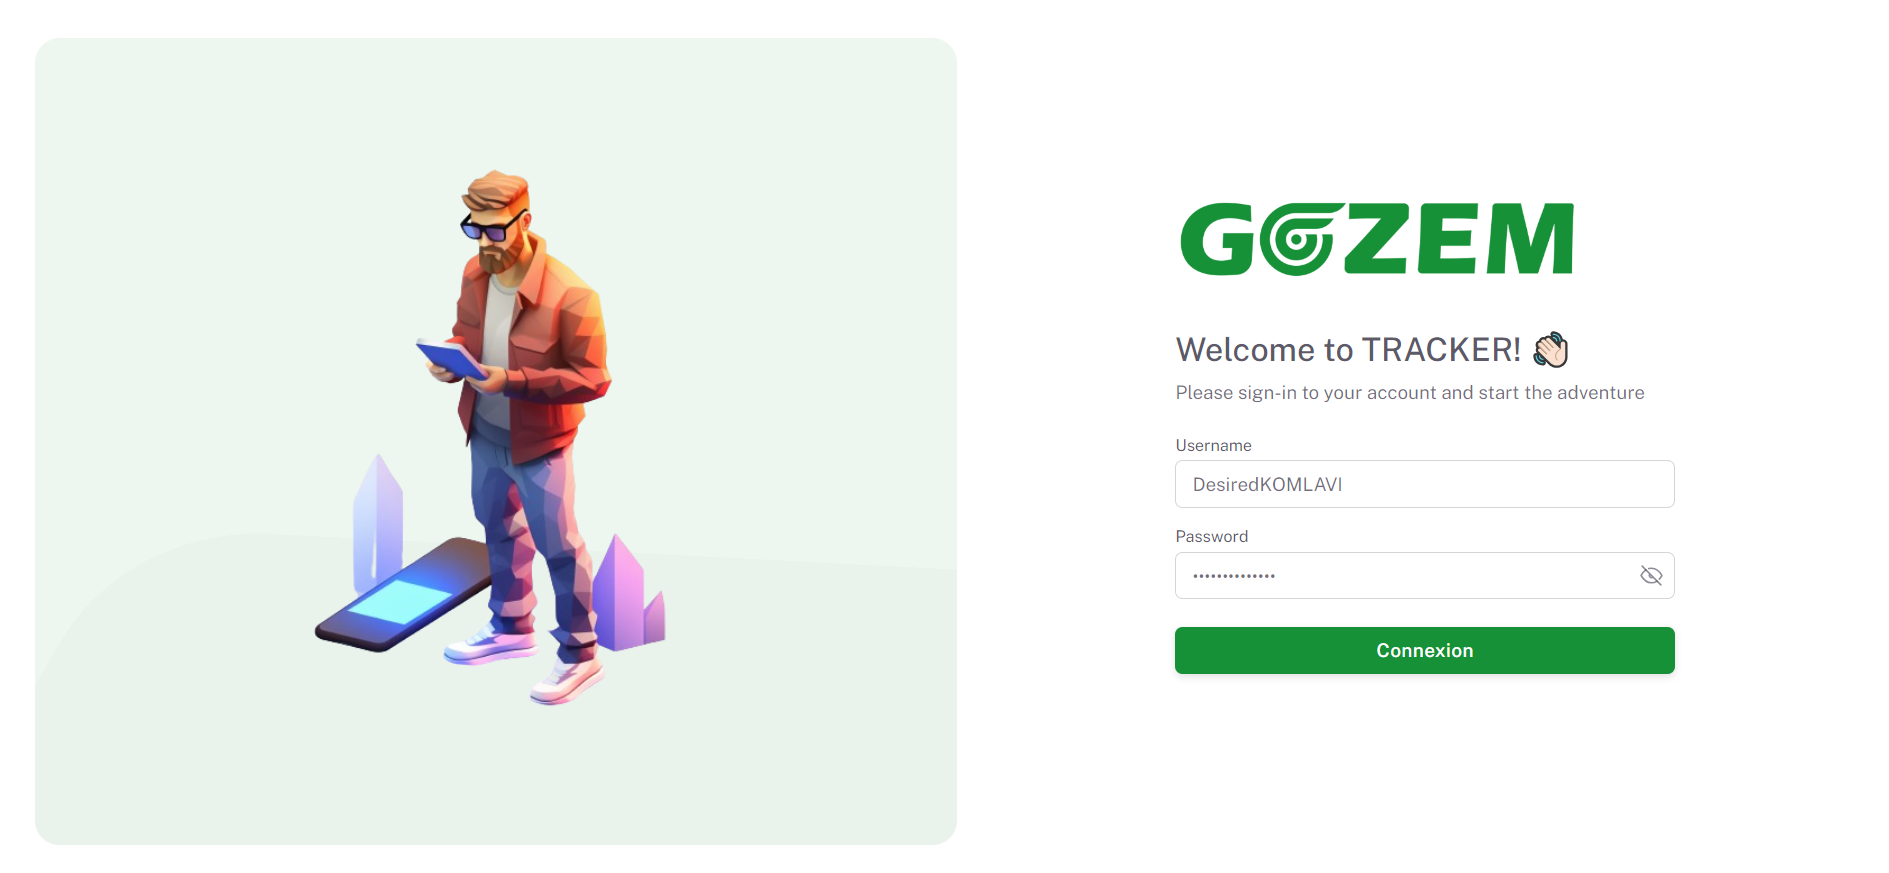 GOZEM
Welcome to TRACKER! 👋🏻
Please sign-in to your account and start the adventure
Username
DesiredKOMLAVI
Password
••••••••••••••
Connexion